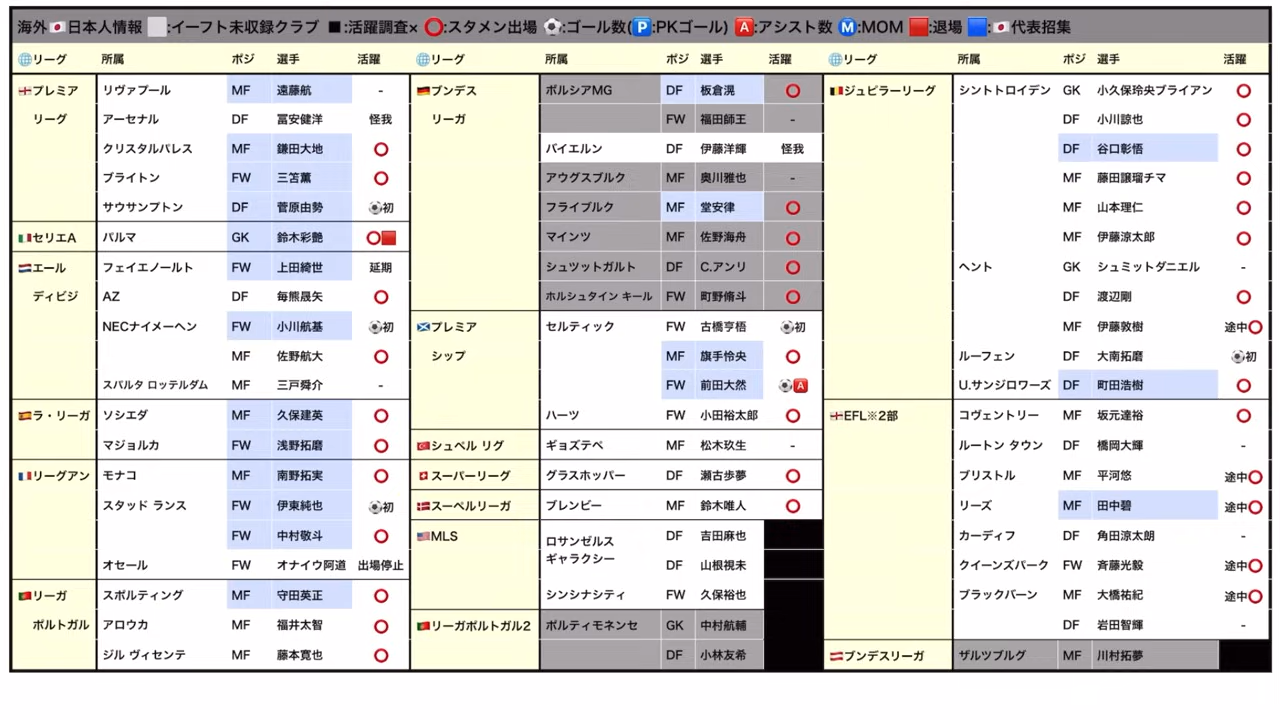 海外🇯🇵日本人情報 ⬜:イーフト未収録クラブ ■:活躍調査× ⭕:スタメン出場 ⚽:ゴール数(🅿:PKゴール) 🅰:アシスト数 Ⓜ:MOM 🟥:退場 🟦:🇯🇵代表招集
🌐リーグ 所属 ポジ 選手 活躍 🌐リーグ 所属 ポジ 選手 活躍 🌐リーグ 所属 ポジ 選手 活躍
プレミア リヴァプール MF 遠藤航 - ブンデス ボルシアMG DF 板倉滉 ⭕ ジュピラーリーグ シントトロイデン GK 小久保玲央ブライアン ⭕
リーグ アーセナル DF 冨安健洋 怪我 リーガ FW 福田師王 - DF 小川諒也 ⭕
クリスタルパレス MF 鎌田大地 ⭕ バイエルン DF 伊藤洋輝 怪我 DF 谷口彰悟 ⭕
ブライトン FW 三笘薫 ⭕ アウグスブルク MF 奥川雅也 - MF 藤田譲瑠チマ ⭕
サウサンプトン DF 菅原由勢 ⚽初 フライブルク MF 堂安律 ⭕ MF 山本理仁 ⭕
セリエA パルマ GK 鈴木彩艶 ⭕🟥 マインツ MF 佐野海舟 ⭕ MF 伊藤涼太郎 ⭕
エール フェイエノールト FW 上田綺世 延期 シュツットガルト DF C.アンリ ⭕ ヘント GK シュミットダニエル -
ディビジ AZ DF 毎熊晟矢 ⭕ ホルシュタイン キール FW 町野脩斗 ⭕ DF 渡辺剛 ⭕
NECナイメーヘン FW 小川航基 ⚽初 プレミア セルティック FW 古橋亨梧 ⚽初 MF 伊藤敦樹 途中⭕
MF 佐野航大 ⭕ シップ MF 旗手怜央 ⭕ ルーフェン DF 大南拓磨 ⚽初
スパルタ ロッテルダム MF 三戸舜介 - FW 前田大然 ⚽🅰 U.サンジロワーズ DF 町田浩樹 ⭕
ラ・リーガ ソシエダ MF 久保建英 ⭕ ハーツ FW 小田裕太郎 ⭕ EFL※2部 コヴェントリー MF 坂元達裕 ⭕
マジョルカ FW 浅野拓磨 ⭕ シュペル リグ ギョズテペ MF 松木玖生 - ルートン タウン DF 橋岡大輝 -
リーグアン モナコ MF 南野拓実 ⭕ スーパーリーグ グラスホッパー DF 瀬古歩夢 ⭕ ブリストル MF 平河悠 途中⭕
スタッド ランス FW 伊東純也 ⚽初 スーペルリーガ ブレンビー MF 鈴木唯人 ⭕ リーズ MF 田中碧 途中⭕
FW 中村敬斗 ⭕ MLS ロサンゼルス DF 吉田麻也 カーディフ DF 角田涼太朗 -
オセール FW オナイウ阿道 出場停止 ギャラクシー DF 山根視来 クイーンズパーク FW 斉藤光毅 途中⭕
リーガ スポルティング MF 守田英正 ⭕ シンシナシティ FW 久保裕也 ブラックバーン MF 大橋祐紀 途中⭕
ポルトガル アロウカ MF 福井太智 ⭕ リーガポルトガル2 ポルティモネンセ GK 中村航輔 DF 岩田智輝 -
ジル ヴィセンテ MF 藤本寛也 ⭕ DF 小林友希 ブンデスリーガ ザルツブルグ MF 川村拓夢